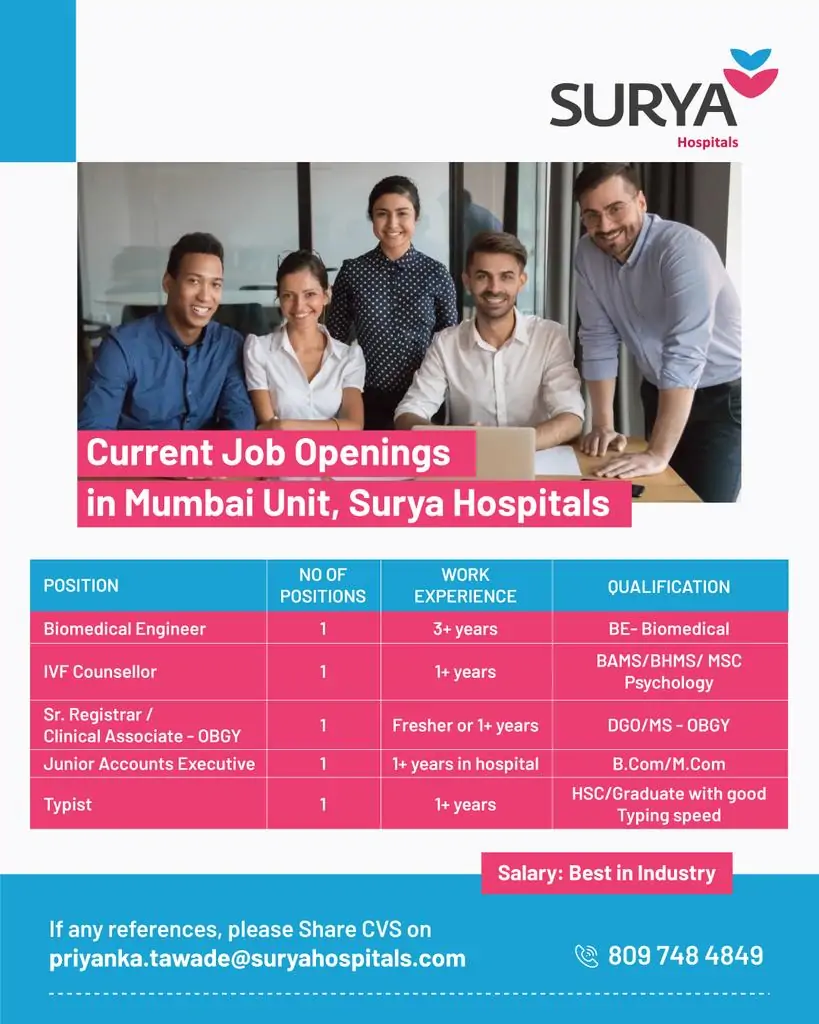 SURYA
Hospitals
Current Job Openings
in Mumbai Unit, Surya Hospitals
POSITION
NO OF
POSITIONS
WORK
EXPERIENCE
QUALIFICATION
Biomedical Engineer
1
3+ years
BE- Biomedical
IVF Counsellor
1
1+ years
BAMS/BHMS/ MSC
Psychology
Sr. Registrar /
Clinical Associate - OBGY
1
Fresher or 1+ years
DGO/MS - OBGY
Junior Accounts Executive
1
1+ years in hospital
B.Com/M.Com
Typist
1
1+ years
HSC/Graduate with good
Typing speed
Salary: Best in Industry
If any references, please Share CVS on
priyanka.tawade@suryahospitals.com
809 748 4849